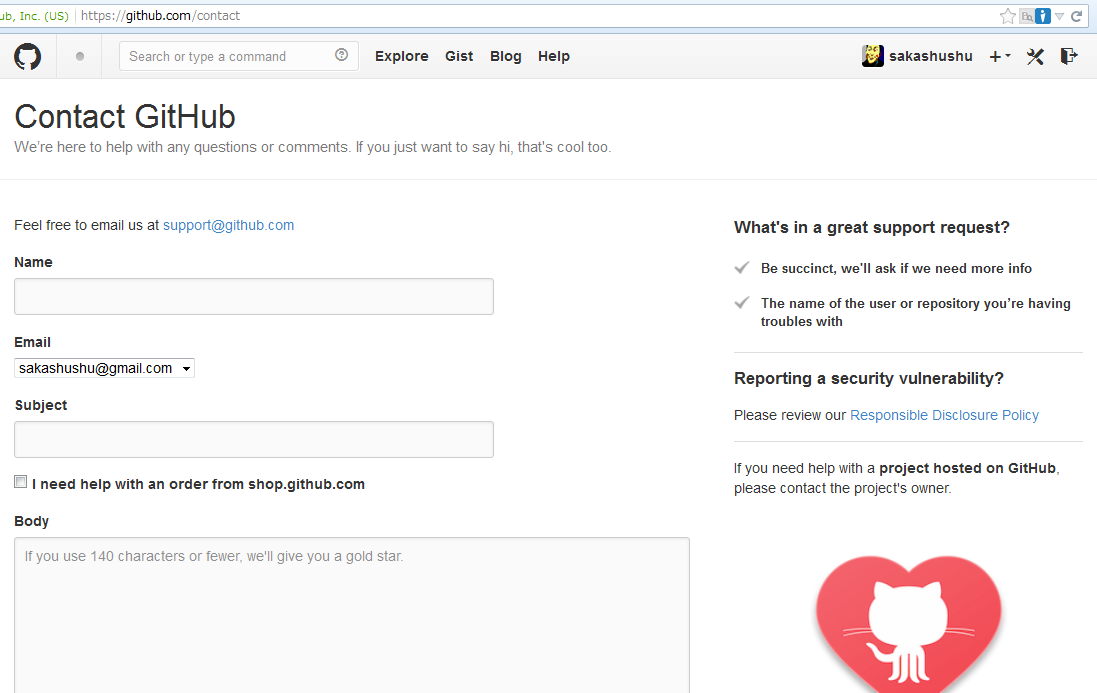 ub, Inc. (US) https://github.com/contact
Search or type a command
Explore Gist Blog Help
sakashushu
Contact GitHub
We're here to help with any questions or comments. If you just want to say hi, that's cool too.
Feel free to email us at support@github.com
Name
Email
sakashushu@gmail.com
Subject
I need help with an order from shop.github.com
Body
If you use 140 characters or fewer, we'll give you a gold star.
What's in a great support request?
Be succinct, we'll ask if we need more info
The name of the user or repository you’re having
troubles with
Reporting a security vulnerability?
Please review our Responsible Disclosure Policy
If you need help with a project hosted on GitHub,
please contact the project's owner.